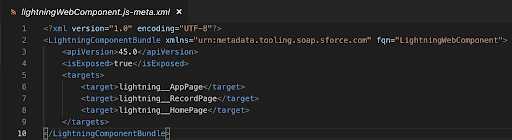 lightningWebComponent.js-meta.xml ×
1 <?xml version="1.0" encoding="UTF-8"?>
2 <LightningComponentBundle xmlns="urn:metadata.tooling.soap.sforce.com" fqn="LightningWebComponent">
3 <apiVersion>45.0</apiVersion>
4 <isExposed>true</isExposed>
5 <targets>
6 <target>lightning__AppPage</target>
7 <target>lightning__RecordPage</target>
8 <target>lightning__HomePage</target>
9 </targets>
10 </LightningComponentBundle>